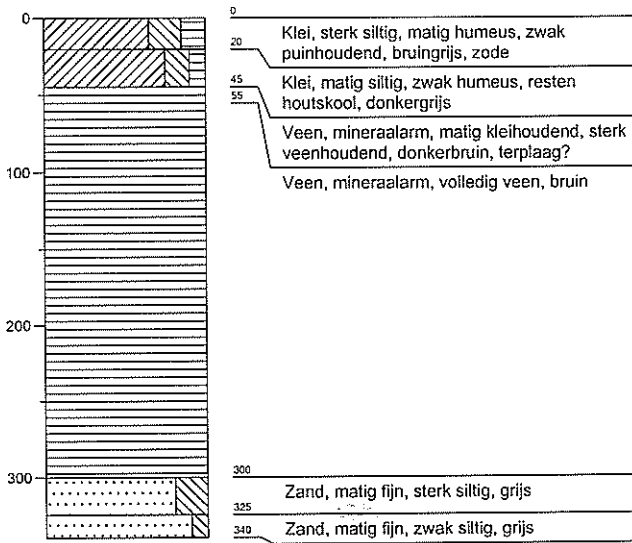 0
0
Klei, sterk siltig, matig humeus, zwak
puinhoudend, bruingrijs, zode
20
Klei, matig siltig, zwak humeus, resten
houtskool, donkergrijs
45
Veen, mineraalarm, matig kleihoudend, sterk
veenhoudend, donkerbruin, terplaag?
55
Veen, mineraalarm, volledig veen, bruin
100
200
300
300
Zand, matig fijn, sterk siltig, grijs
325
Zand, matig fijn, zwak siltig, grijs
340